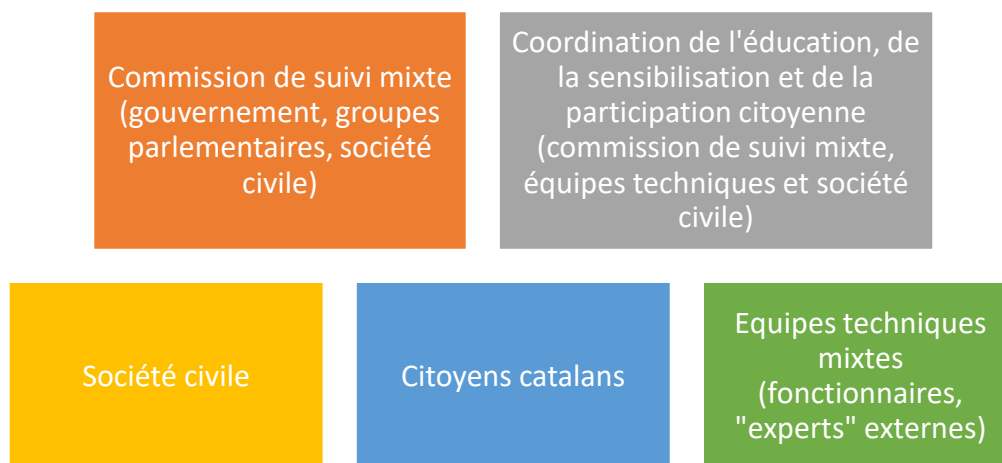 Commission de suivi mixte
(gouvernement, groupes
parlementaires, société
civile)
Coordination de l'éducation, de
la sensibilisation et de la
participation citoyenne
(commission de suivi mixte,
équipes techniques et société
civile)
Société civile
Citoyens catalans
Equipes techniques
mixtes
(fonctionnaires,
"experts" externes)